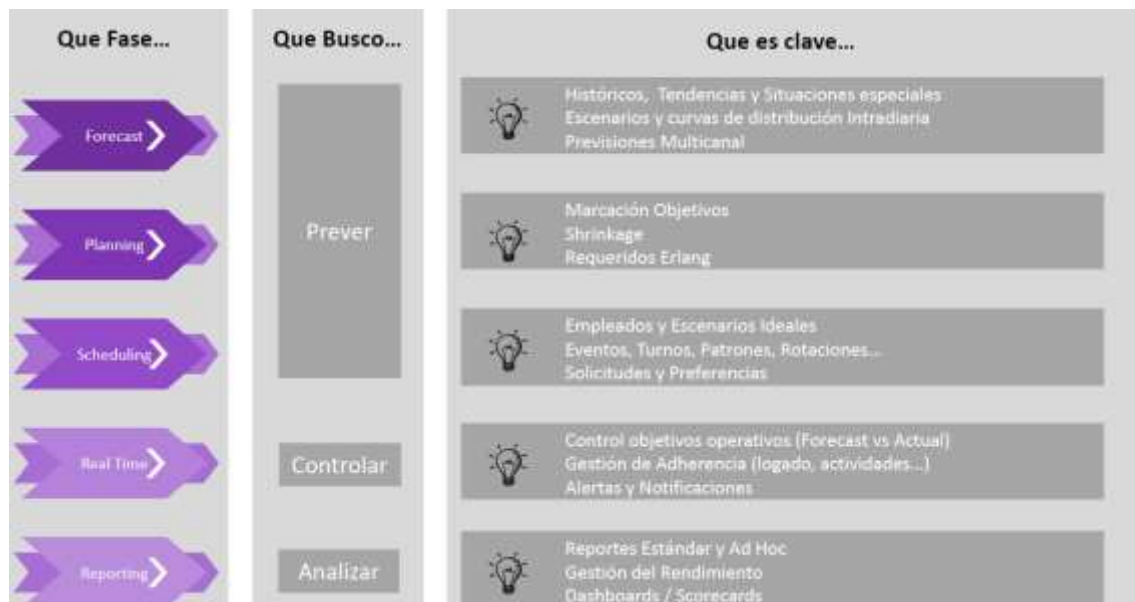 Que Fase...
Que Busco...
Que es clave...
Forecast
Históricos, Tendencias y Situaciones especiales
Escenarios y curvas de distribución Intradiaria
Previsiones Multicanal
Planning
Prever
Marcación Objetivos
Shrinkage
Requeridos Erlang
Scheduling
Empleados y Escenarios Ideales
Eventos, Turnos, Patrones, Rotaciones...
Solicitudes y Preferencias
Real Time
Controlar
Control objetivos operativos (Forecast vs Actual)
Gestión de Adherencia (logado, actividades...)
Alertas y Notificaciones
Reporting
Analizar
Reportes Estándar y Ad Hoc
Gestión del Rendimiento
Dashboards / Scorecards